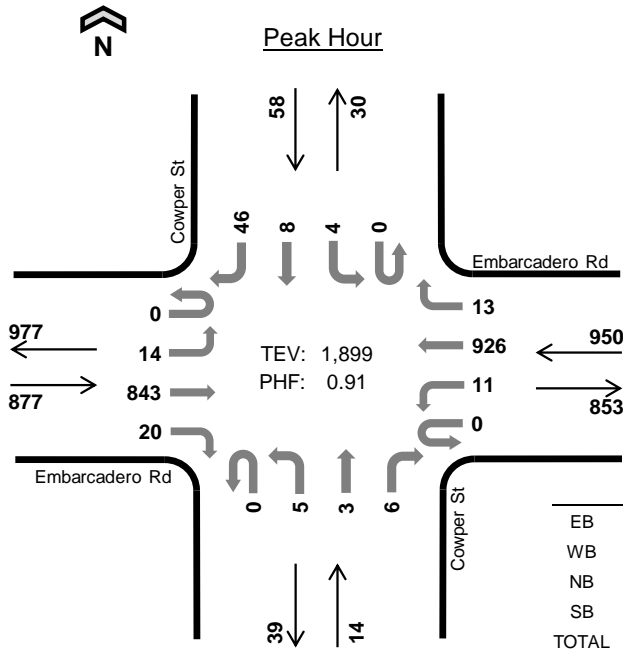 Peak Hour
N
58
30
Cowper St
46
8
4
0
Embarcadero Rd
0
13
977
14
TEV: 1,899
926
950
877
843
PHF: 0.91
11
853
20
0
Embarcadero Rd
0
5
3
6
Cowper St
EB
WB
NB
39
14
SB
TOTAL